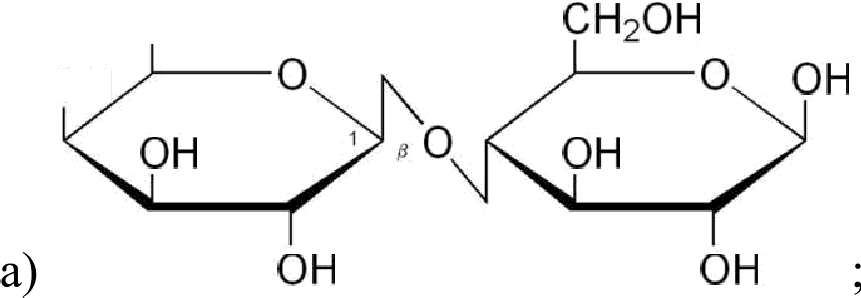 CH₂OH
O O OH
OH 1 β O OH
OH OH
a) ;